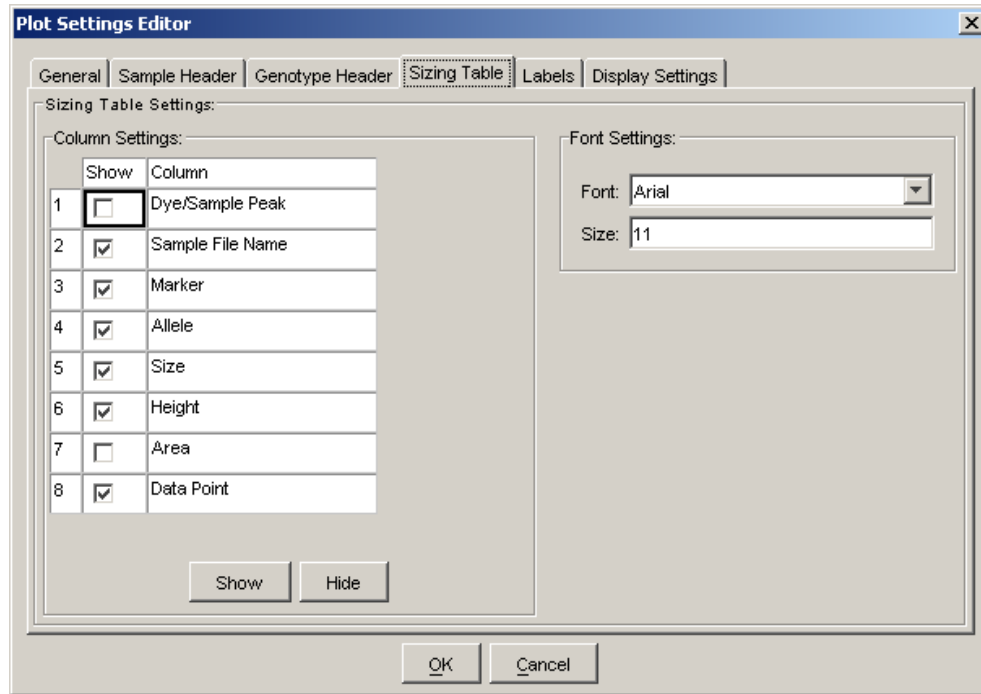 Plot Settings Editor
General Sample Header Genotype Header Sizing Table Labels Display Settings
Sizing Table Settings:
Column Settings:
Show Column
1 Dye/Sample Peak
2 Sample File Name
3 Marker
4 Allele
5 Size
6 Height
7 Area
8 Data Point
Show Hide
Font Settings:
Font: Arial
Size: 11
OK Cancel